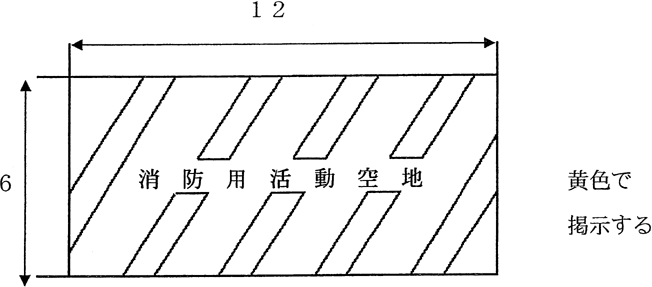 １２
６
消防用活動空地
黄色で
掲示する